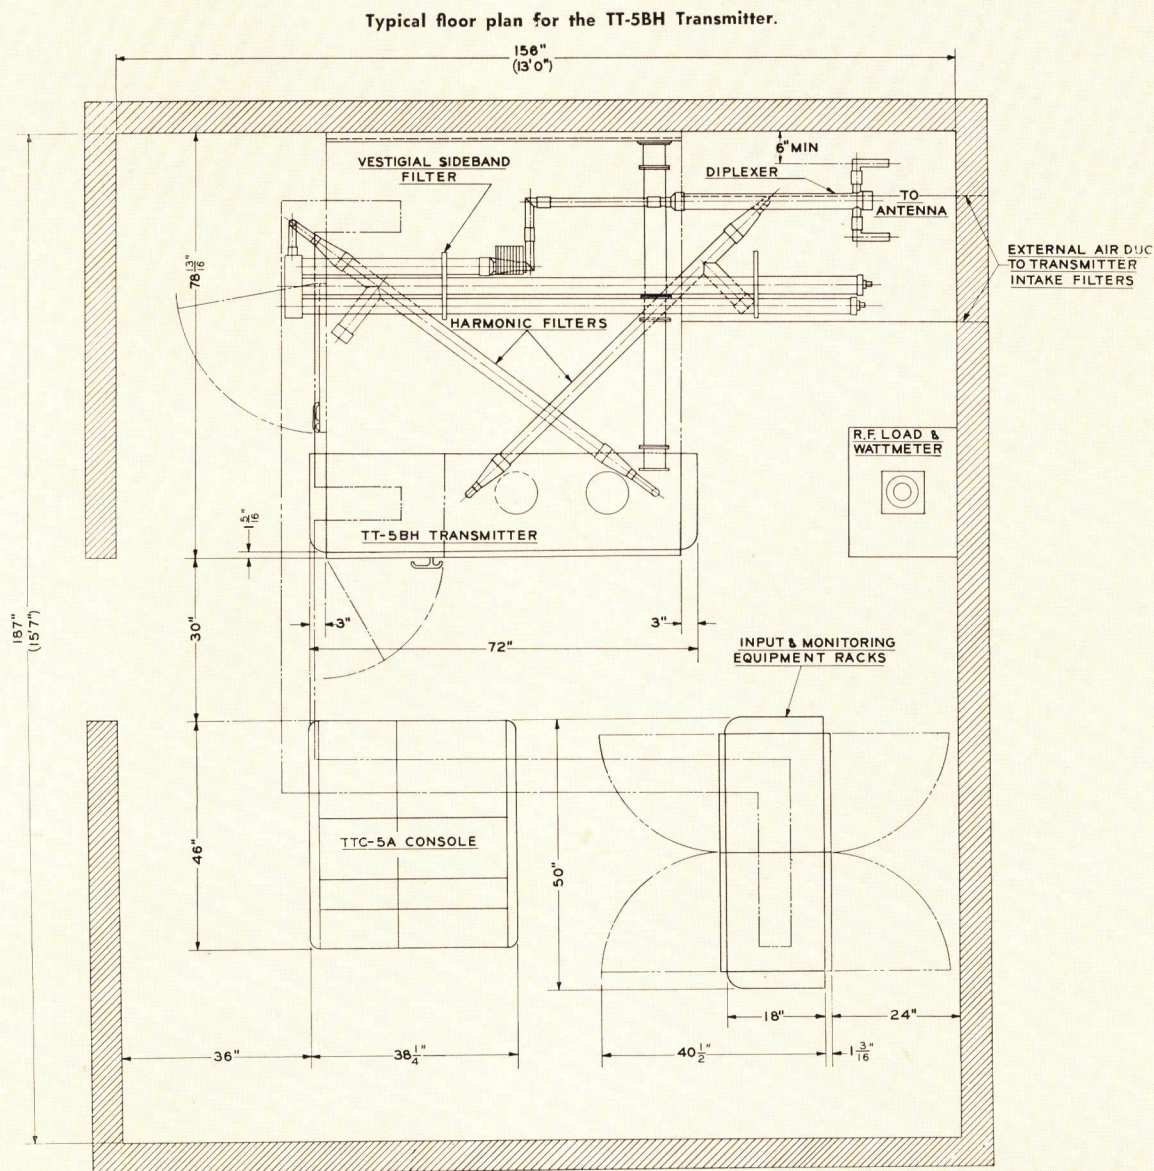 Typical floor plan for the TT-5BH Transmitter.
156"
(13'0")
6" MIN
VESTIGIAL SIDEBAND
FILTER
DIPLEXER
TO
ANTENNA
EXTERNAL AIR DUC
TO TRANSMITTER
INTAKE FILTERS
78 13/16"
HARMONIC FILTERS
R.F. LOAD &
WATTMETER
1 5/16"
TT-5BH TRANSMITTER
187"
(15'7")
30"
3"
3"
72"
INPUT & MONITORING
EQUIPMENT RACKS
46"
TTC-5A CONSOLE
50"
18"
24"
36"
38 1/4"
40 1/2"
1 3/16"